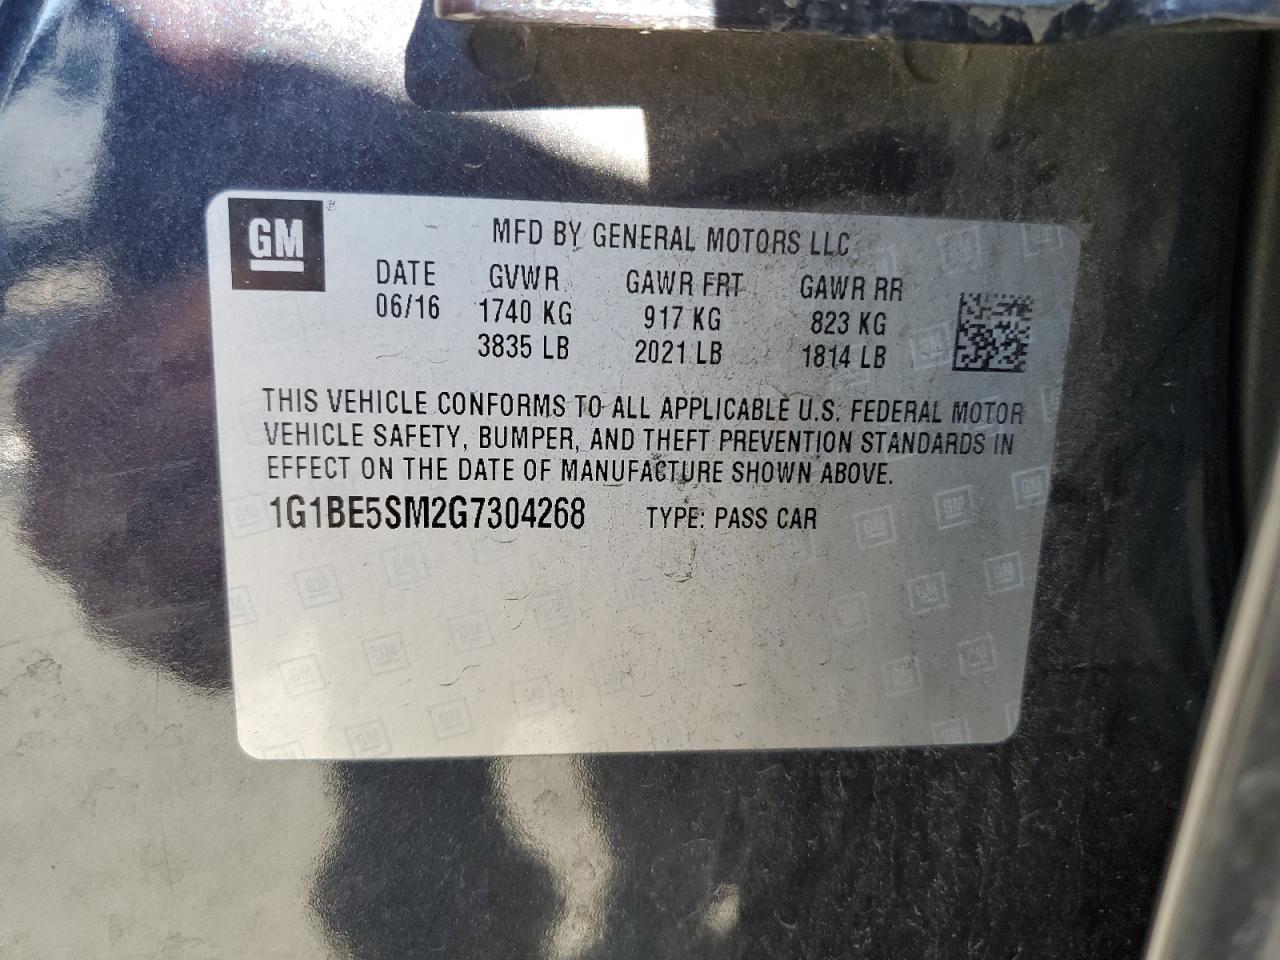 GM ®
MFD BY GENERAL MOTORS LLC
DATE GVWR GAWR FRT GAWR RR
06/16 1740 KG 917 KG 823 KG
3835 LB 2021 LB 1814 LB
THIS VEHICLE CONFORMS TO ALL APPLICABLE U.S. FEDERAL MOTOR
VEHICLE SAFETY, BUMPER, AND THEFT PREVENTION STANDARDS IN
EFFECT ON THE DATE OF MANUFACTURE SHOWN ABOVE.
1G1BE5SM2G7304268 TYPE: PASS CAR